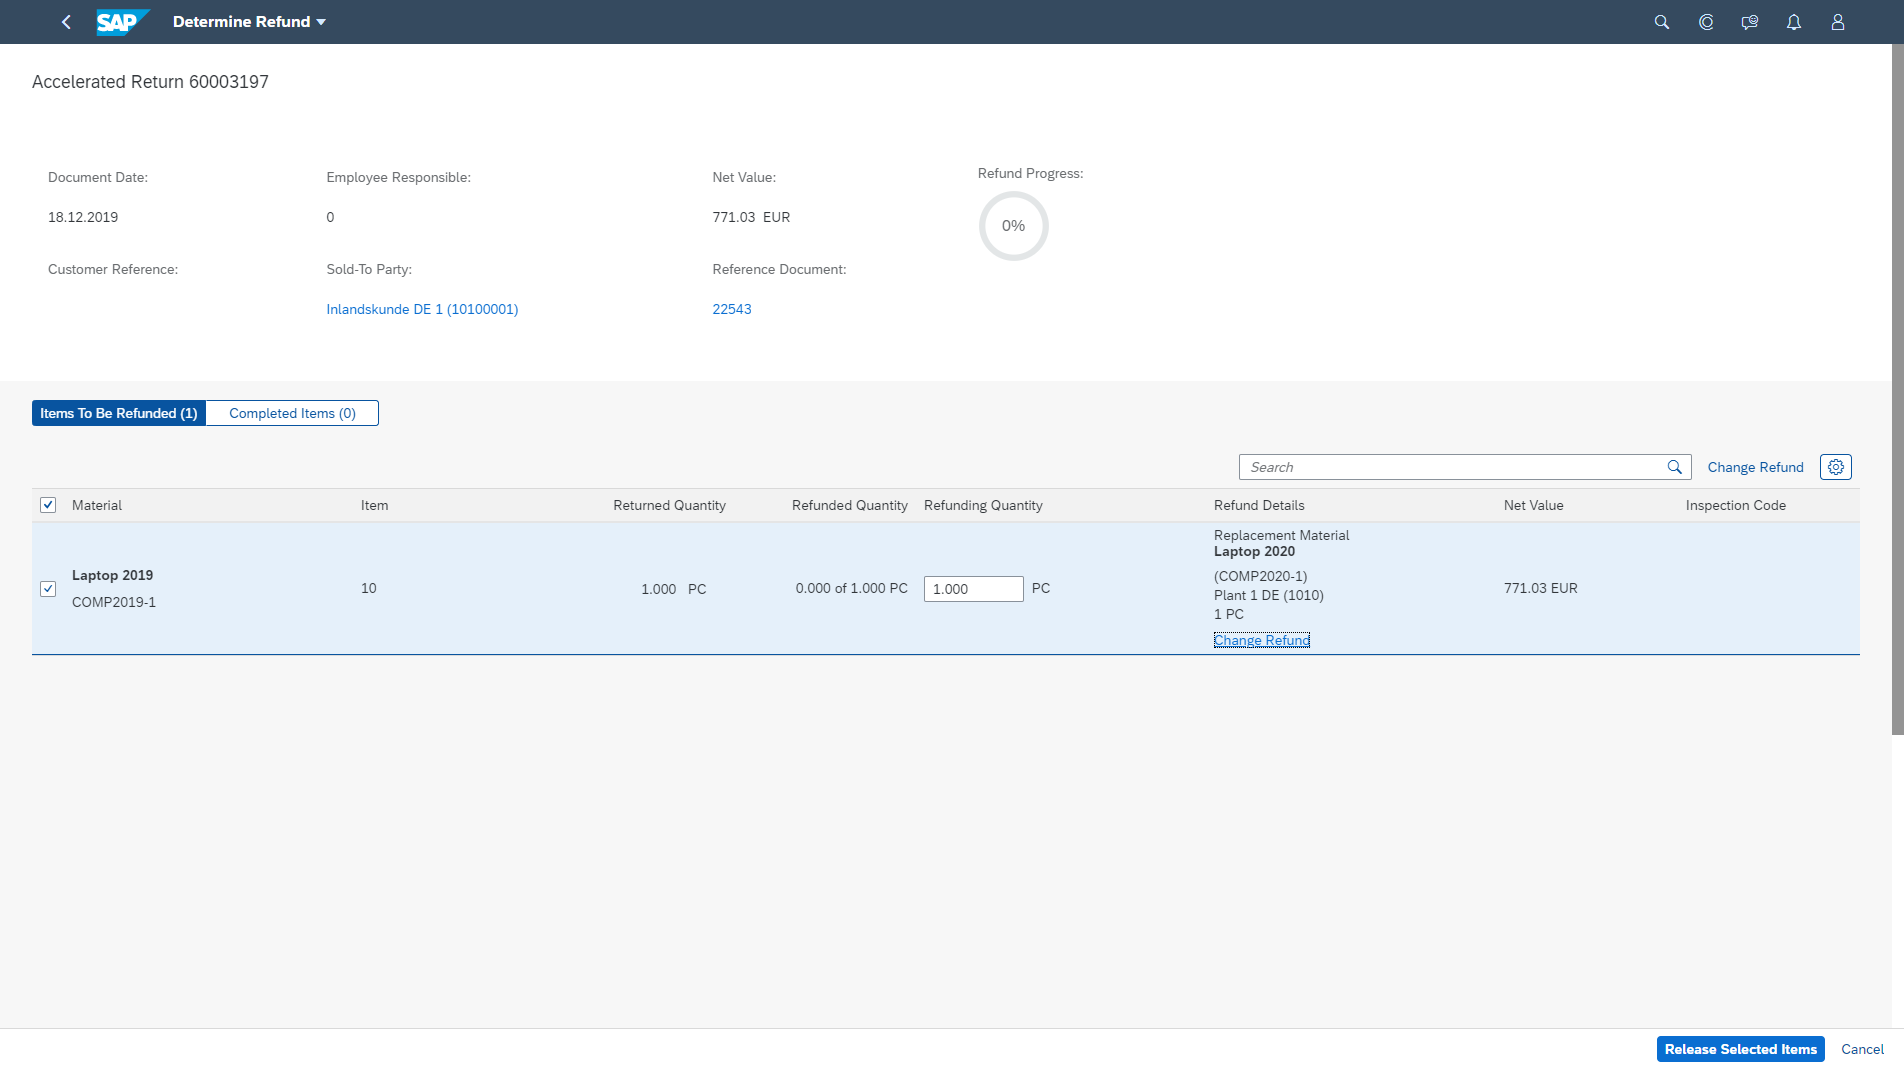 SAP Determine Refund
Accelerated Return 60003197
Document Date:
18.12.2019
Employee Responsible:
0
Net Value:
771.03 EUR
Refund Progress:
0%
Customer Reference:
Sold-To Party:
Inlandskunde DE 1 (10100001)
Reference Document:
22543
Items To Be Refunded (1) Completed Items (0)
Search Change Refund
Material Item Returned Quantity Refunded Quantity Refunding Quantity Refund Details Net Value Inspection Code
Laptop 2019
COMP2019-1
10
1.000 PC
0.000 of 1.000 PC
1.000 PC
Replacement Material
Laptop 2020
(COMP2020-1)
Plant 1 DE (1010)
1 PC
Change Refund
771.03 EUR
Release Selected Items Cancel